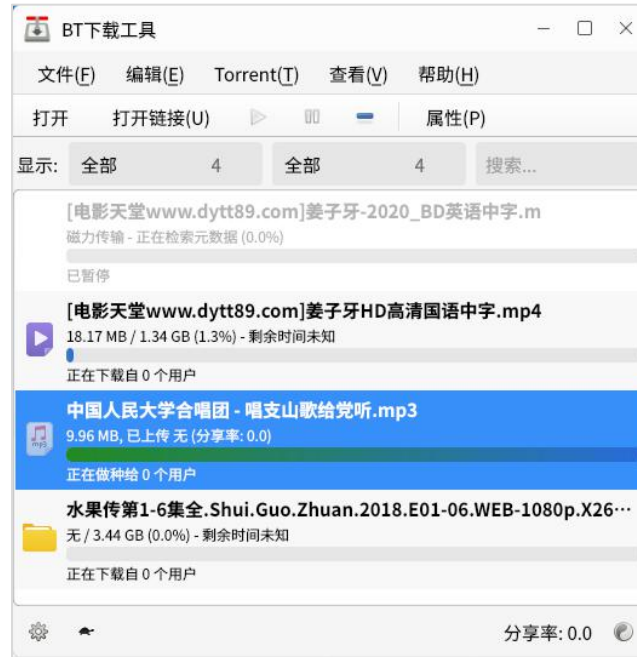 BT下载工具
文件(F) 编辑(E) Torrent(T) 查看(V) 帮助(H)
打开 打开链接(U) 属性(P)
显示: 全部 4 全部 4 搜索...
[电影天堂www.dytt89.com]姜子牙-2020_BD英语中字.m
磁力传输 - 正在检索元数据 (0.0%)
已暂停
[电影天堂www.dytt89.com]姜子牙HD高清国语中字.mp4
18.17 MB / 1.34 GB (1.3%) - 剩余时间未知
正在下载自 0 个用户
中国人民大学合唱团 - 唱支山歌给党听.mp3
9.96 MB, 已上传 无 (分享率: 0.0)
正在做种给 0 个用户
水果传第1-6集全.Shui.Guo.Zhuan.2018.E01-06.WEB-1080p.X26…
无 / 3.44 GB (0.0%) - 剩余时间未知
正在下载自 0 个用户
分享率: 0.0